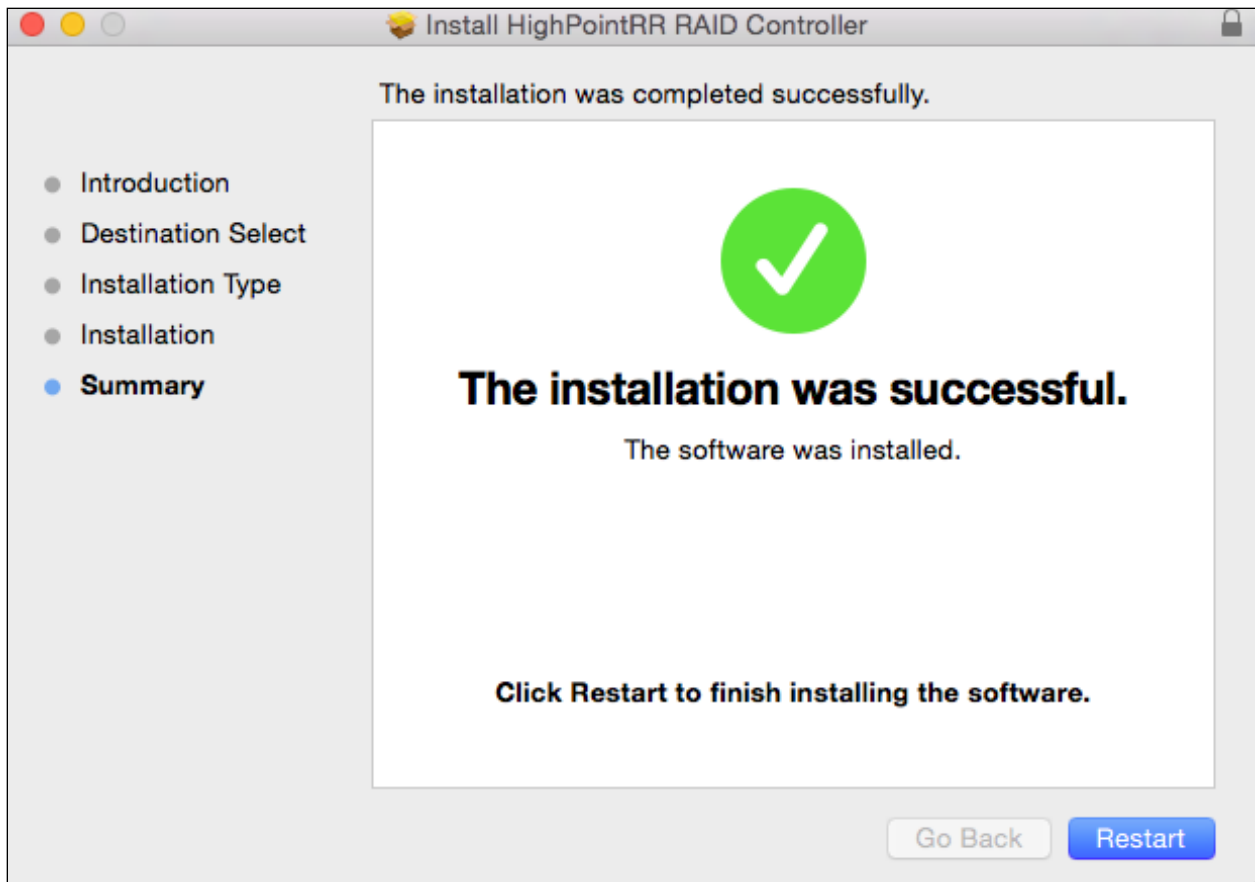 Install HighPointRR RAID Controller
The installation was completed successfully.
Introduction
Destination Select
Installation Type
Installation
Summary
The installation was successful.
The software was installed.
Click Restart to finish installing the software.
Go Back
Restart